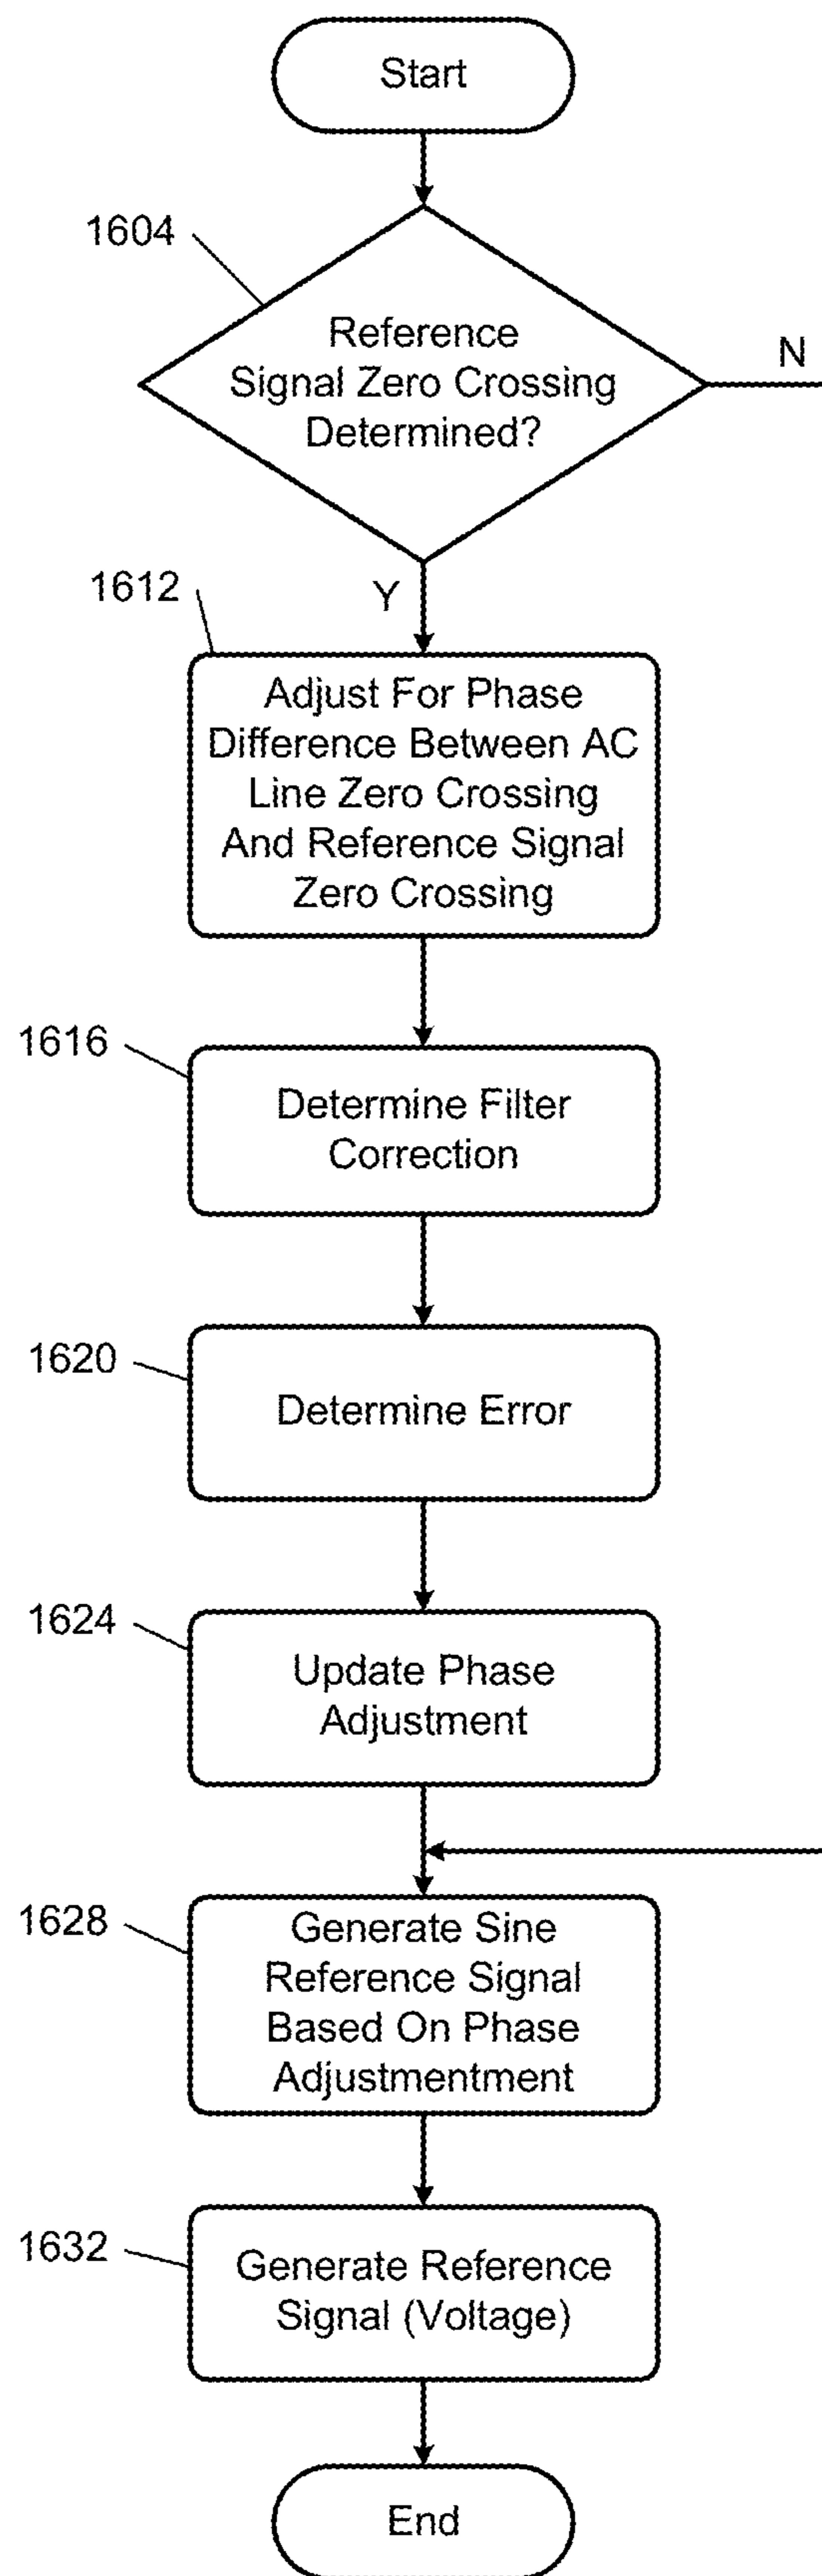 Start
1604
Reference
Signal Zero Crossing
Determined?
N
Y
1612
Adjust For Phase
Difference Between AC
Line Zero Crossing
And Reference Signal
Zero Crossing
1616
Determine Filter
Correction
1620
Determine Error
1624
Update Phase
Adjustment
1628
Generate Sine
Reference Signal
Based On Phase
Adjustmentment
1632
Generate Reference
Signal (Voltage)
End